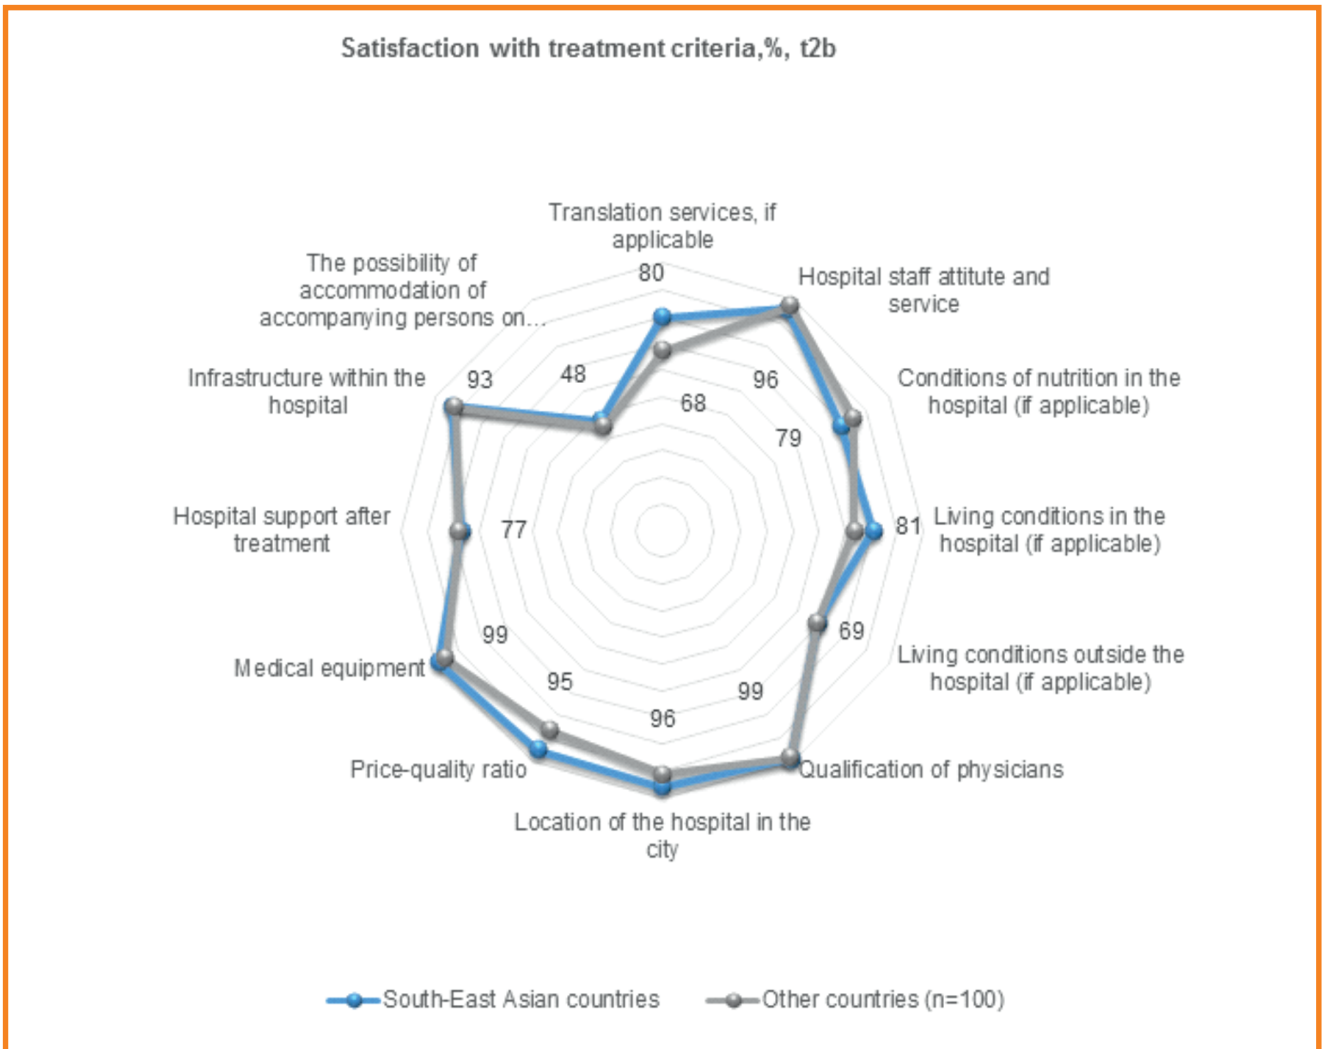 Satisfaction with treatment criteria,%, t2b
Translation services, if
applicable
80
Hospital staff attitute and
service
The possibility of
accommodation of
accompanying persons on...
Infrastructure within the
hospital
93
48
96
68
79
Conditions of nutrition in the
hospital (if applicable)
Hospital support after
treatment
77
81
Living conditions in the
hospital (if applicable)
99
69
Living conditions outside the
hospital (if applicable)
Medical equipment
95
99
96
Price-quality ratio
Qualification of physicians
Location of the hospital in the
city
South-East Asian countries
Other countries (n=100)